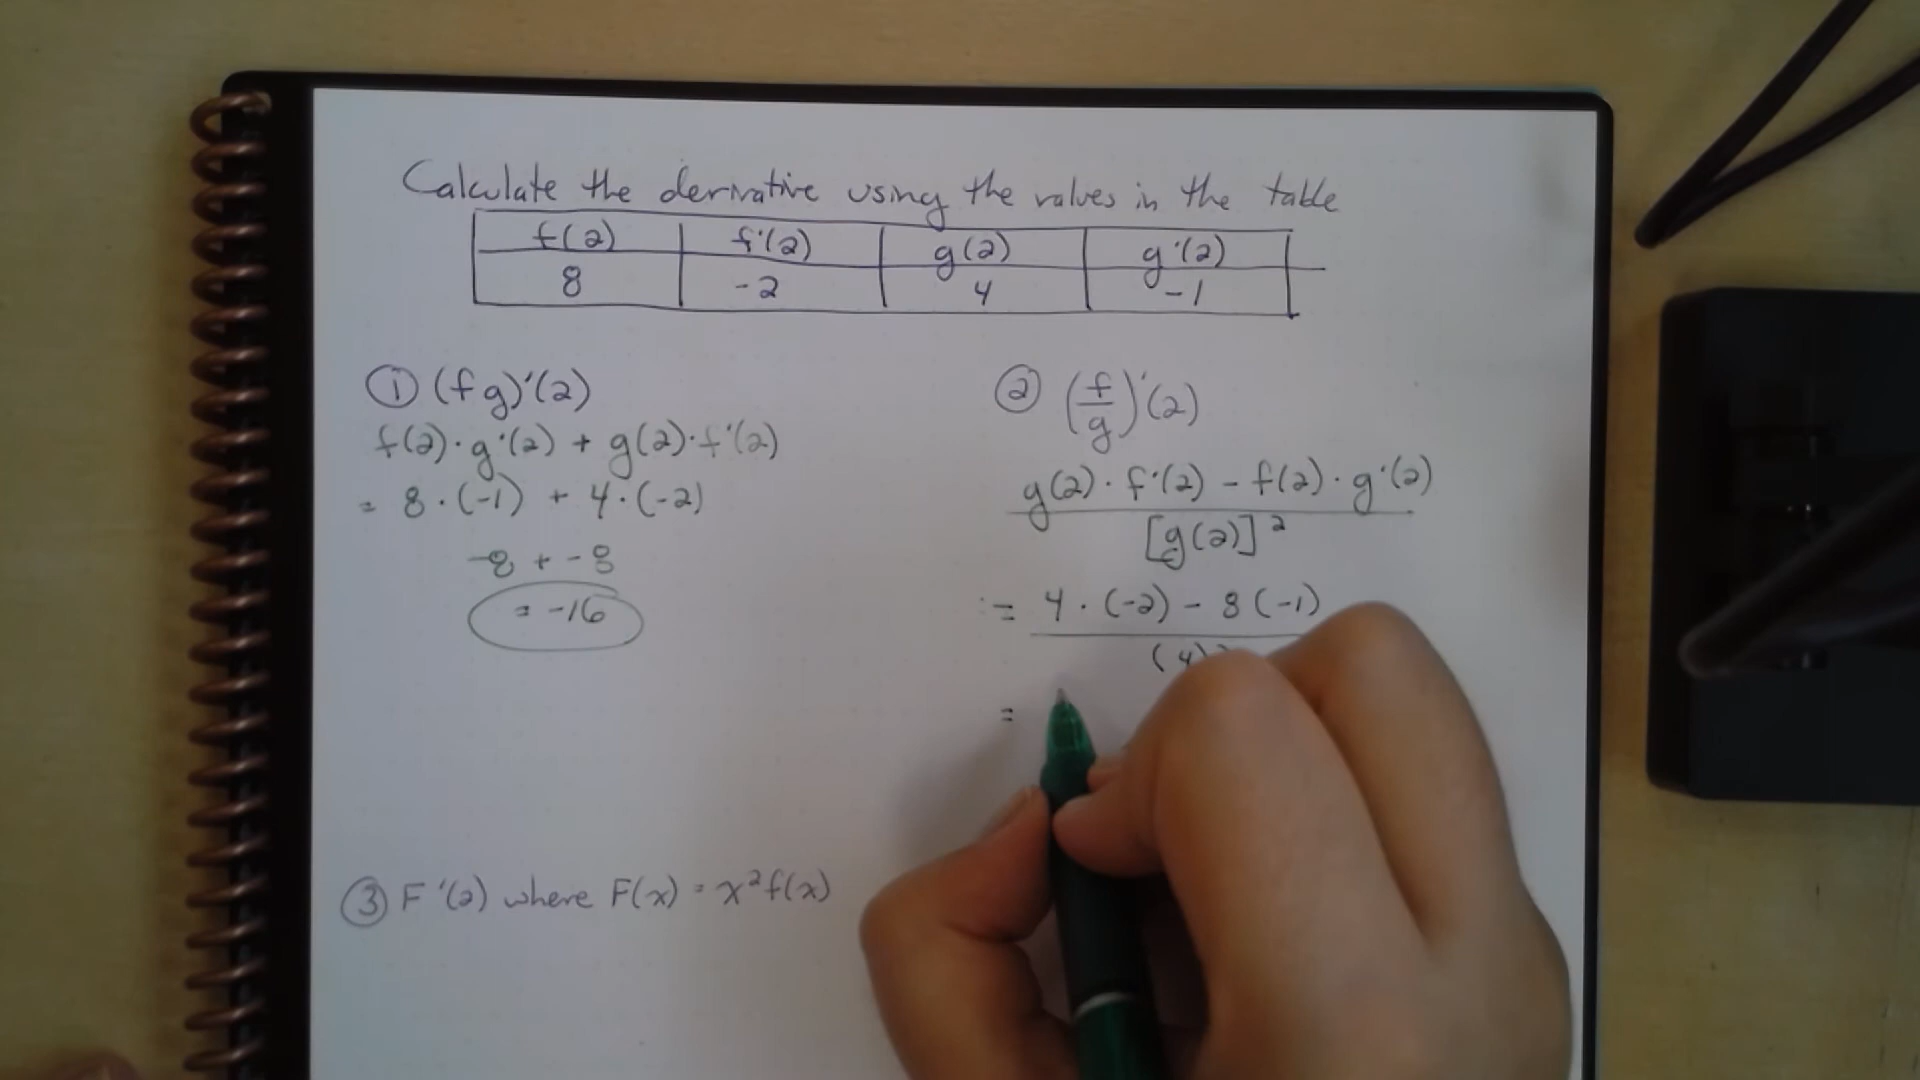 Calculate the derivative using the values in the table
f(2) f'(2) g(2) g'(2)
8 -2 4 -1
① (fg)'(2)
f(2)·g'(2) + g(2)·f'(2)
= 8·(-1) + 4·(-2)
-8 + -8
= -16
② (f/g)'(2)
g(2)·f'(2) - f(2)·g'(2)
[g(2)]²
= 4·(-2) - 8(-1)
(4)²
=
③ F'(2) where F(x) = x²f(x)